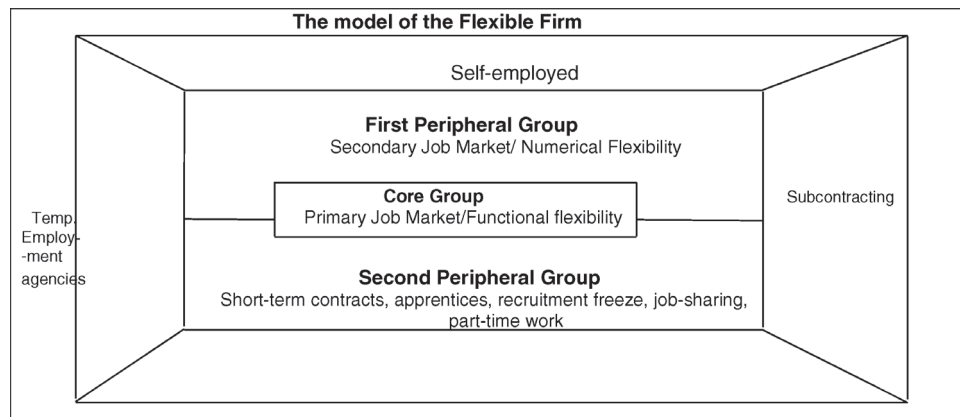 The model of the Flexible Firm
Self-employed
First Peripheral Group
Secondary Job Market/ Numerical Flexibility
Core Group
Primary Job Market/Functional flexibility
Subcontracting
Temp.
Employ-
-ment
agencies
Second Peripheral Group
Short-term contracts, apprentices, recruitment freeze, job-sharing,
part-time work